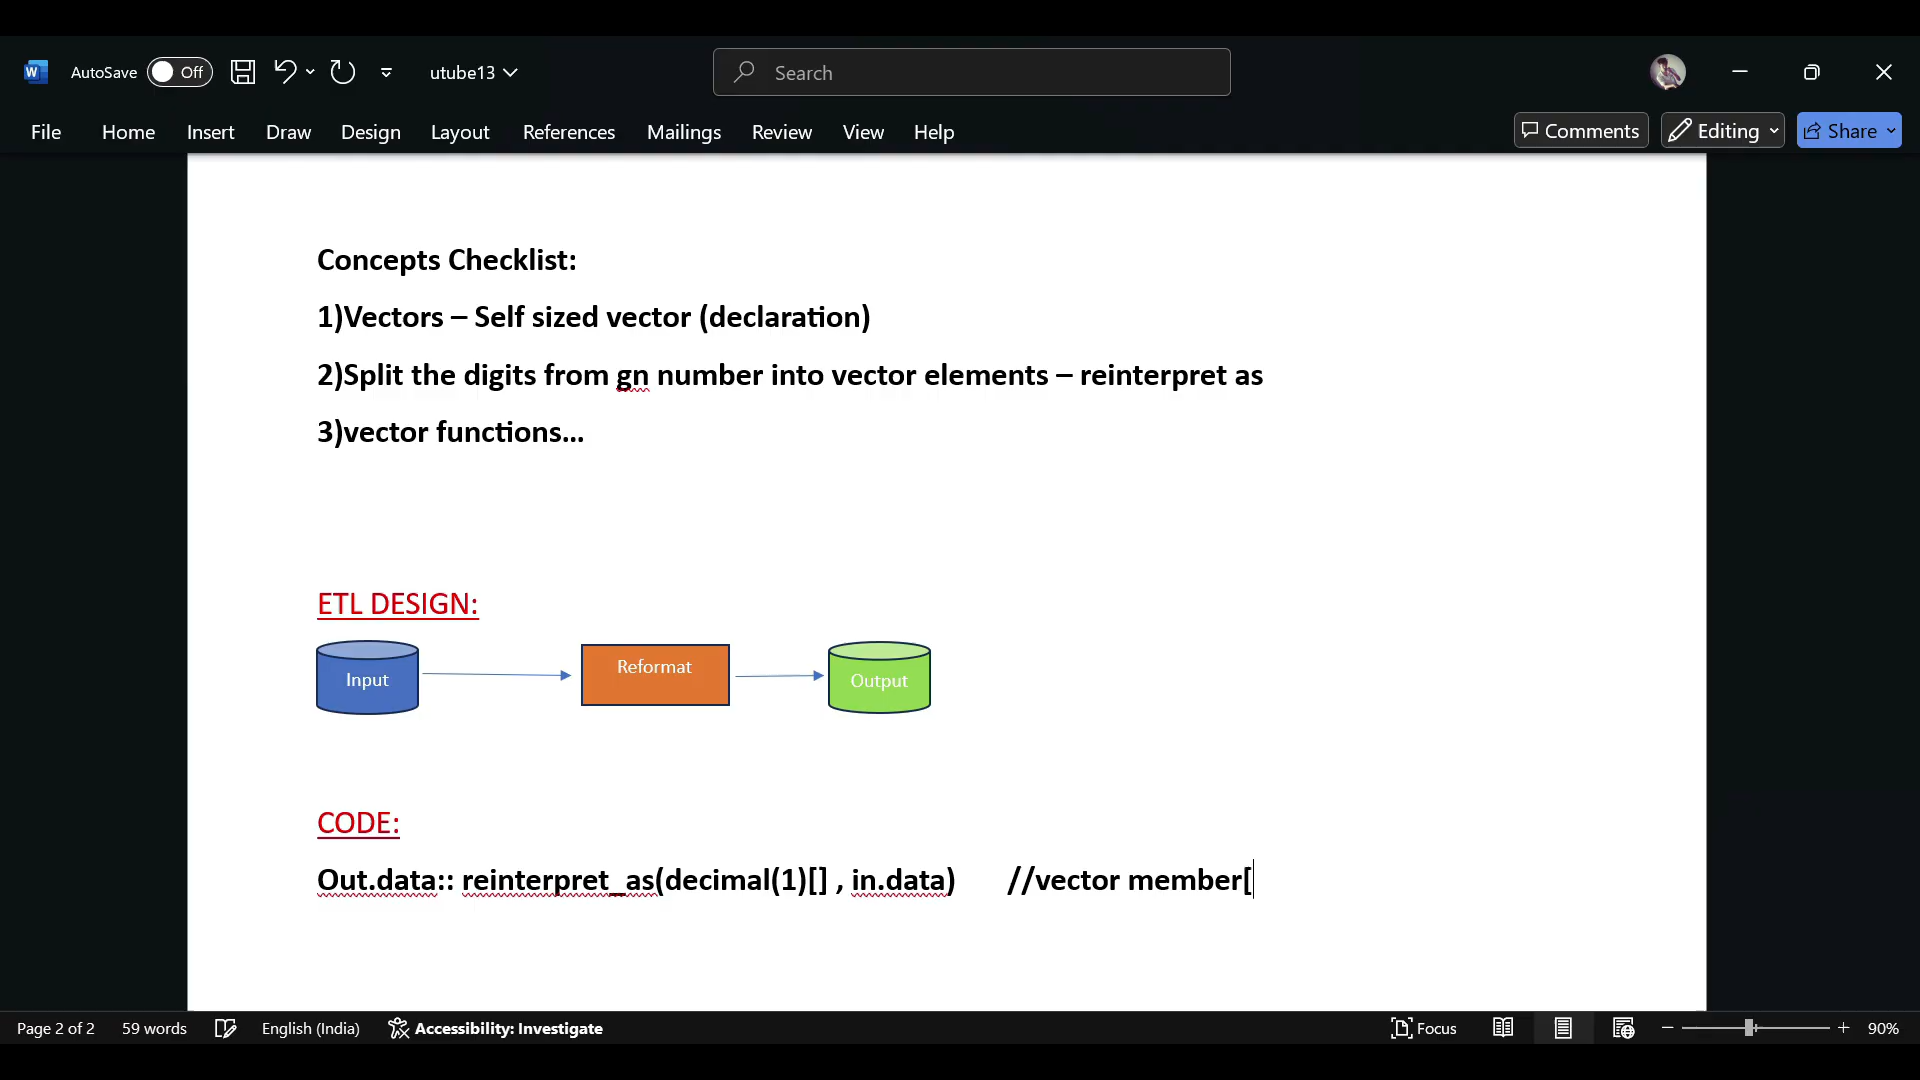 AutoSave Off utube13 Search
File Home Insert Draw Design Layout References Mailings Review View Help Comments Editing Share
Concepts Checklist:
1)Vectors – Self sized vector (declaration)
2)Split the digits from gn number into vector elements – reinterpret as
3)vector functions...
ETL DESIGN:
Input Reformat Output
CODE:
Out.data:: reinterpret_as(decimal(1)[] , in.data) //vector member[
Page 2 of 2 59 words English (India) Accessibility: Investigate Focus 90%